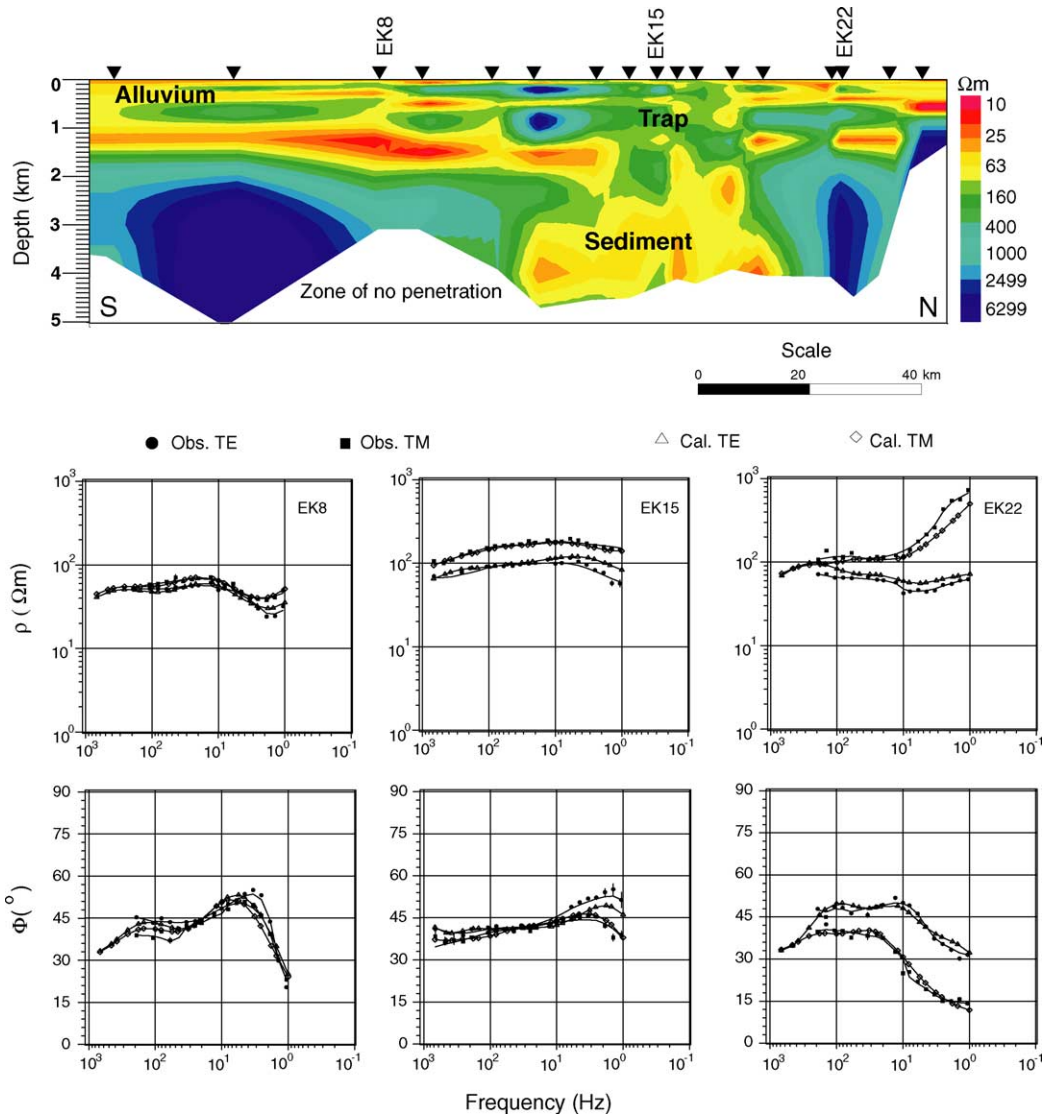 EK8 EK15 EK22
Ωm
0 Alluvium 10
Trap 25
1 63
2 160
Depth (km) 400
3 Sediment 1000
4 2499
Zone of no penetration 6299
5 S N
Scale
0 20 40 km
Obs. TE Obs. TM Cal. TE Cal. TM
10³ 10³ 10³
EK8 EK15 EK22
10² 10² 10²
ρ ( Ωm)
10¹ 10¹ 10¹
10⁰ 10⁰ 10⁰
10³ 10² 10¹ 10⁰ 10⁻¹ 10³ 10² 10¹ 10⁰ 10⁻¹ 10³ 10² 10¹ 10⁰ 10⁻¹
90 90 90
75 75 75
60 60 60
Φ(°) 45 45 45
30 30 30
15 15 15
0 0 0
10³ 10² 10¹ 10⁰ 10⁻¹ 10³ 10² 10¹ 10⁰ 10⁻¹ 10³ 10² 10¹ 10⁰ 10⁻¹
Frequency (Hz)